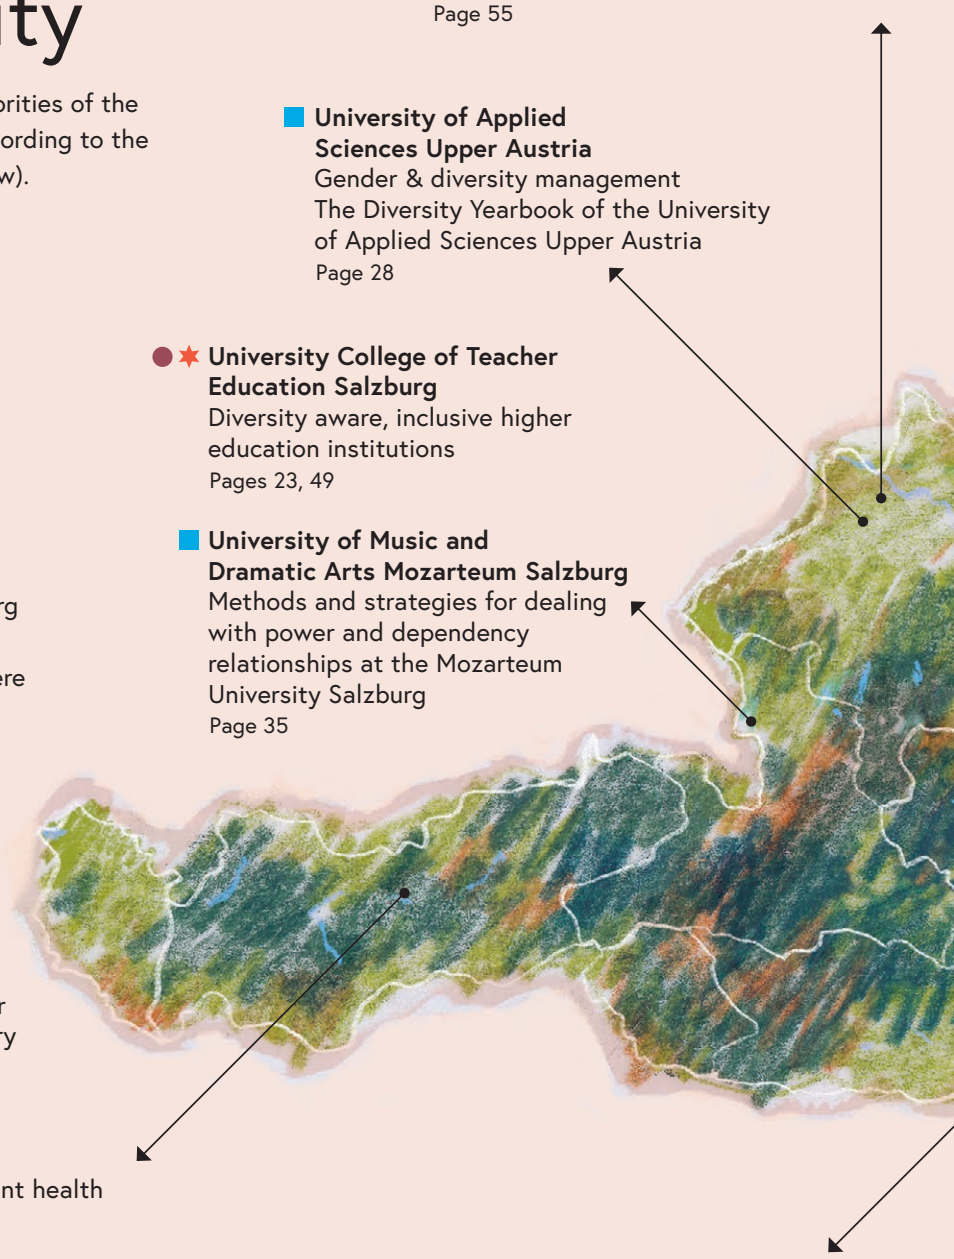 ty
Page 55
orities of the
ording to the
w).
University of Applied
Sciences Upper Austria
Gender & diversity management
The Diversity Yearbook of the University
of Applied Sciences Upper Austria
Page 28
University College of Teacher
Education Salzburg
Diversity aware, inclusive higher
education institutions
Pages 23, 49
University of Music and
Dramatic Arts Mozarteum Salzburg
Methods and strategies for dealing
with power and dependency
relationships at the Mozarteum
University Salzburg
Page 35
rg
ere
r
ry
nt health